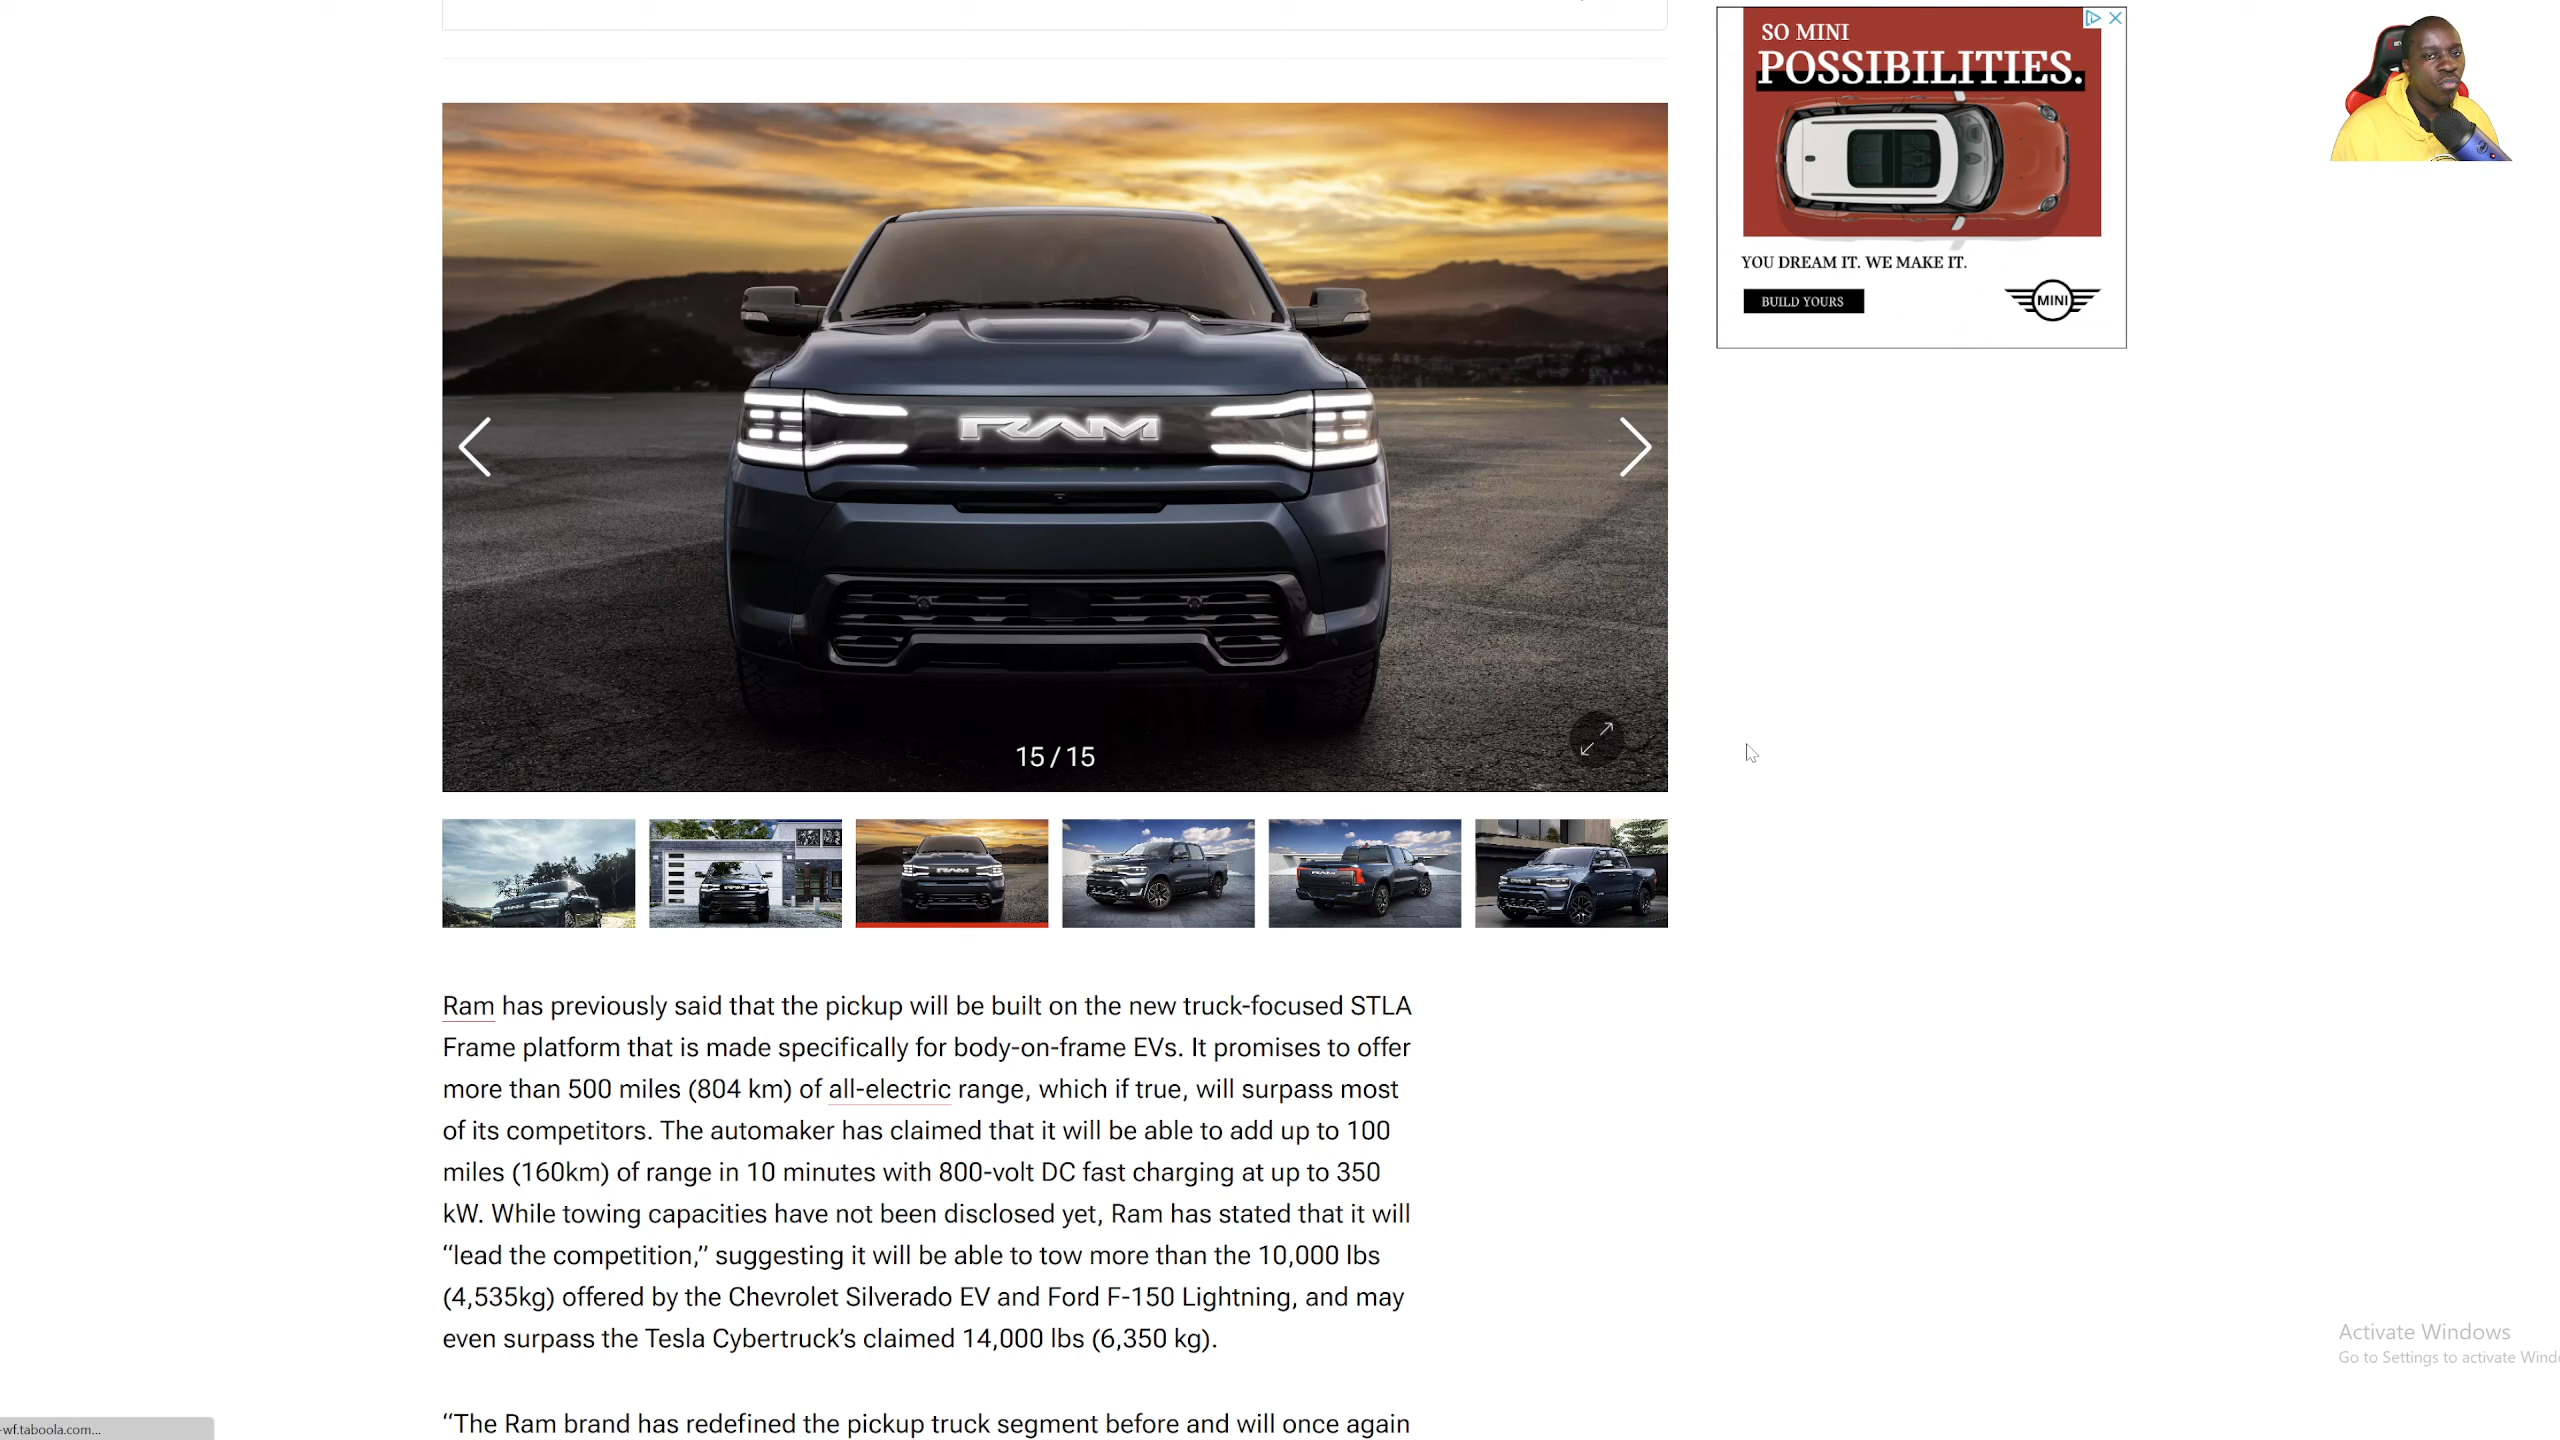 SO MINI
POSSIBILITIES.
YOU DREAM IT. WE MAKE IT.
BUILD YOURS
MINI
RAM
15 / 15
Ram has previously said that the pickup will be built on the new truck-focused STLA
Frame platform that is made specifically for body-on-frame EVs. It promises to offer
more than 500 miles (804 km) of all-electric range, which if true, will surpass most
of its competitors. The automaker has claimed that it will be able to add up to 100
miles (160km) of range in 10 minutes with 800-volt DC fast charging at up to 350
kW. While towing capacities have not been disclosed yet, Ram has stated that it will
“lead the competition,” suggesting it will be able to tow more than the 10,000 lbs
(4,535kg) offered by the Chevrolet Silverado EV and Ford F-150 Lightning, and may
even surpass the Tesla Cybertruck’s claimed 14,000 lbs (6,350 kg).
“The Ram brand has redefined the pickup truck segment before and will once again
Activate Windows
Go to Settings to activate Wind
-wf.taboola.com...